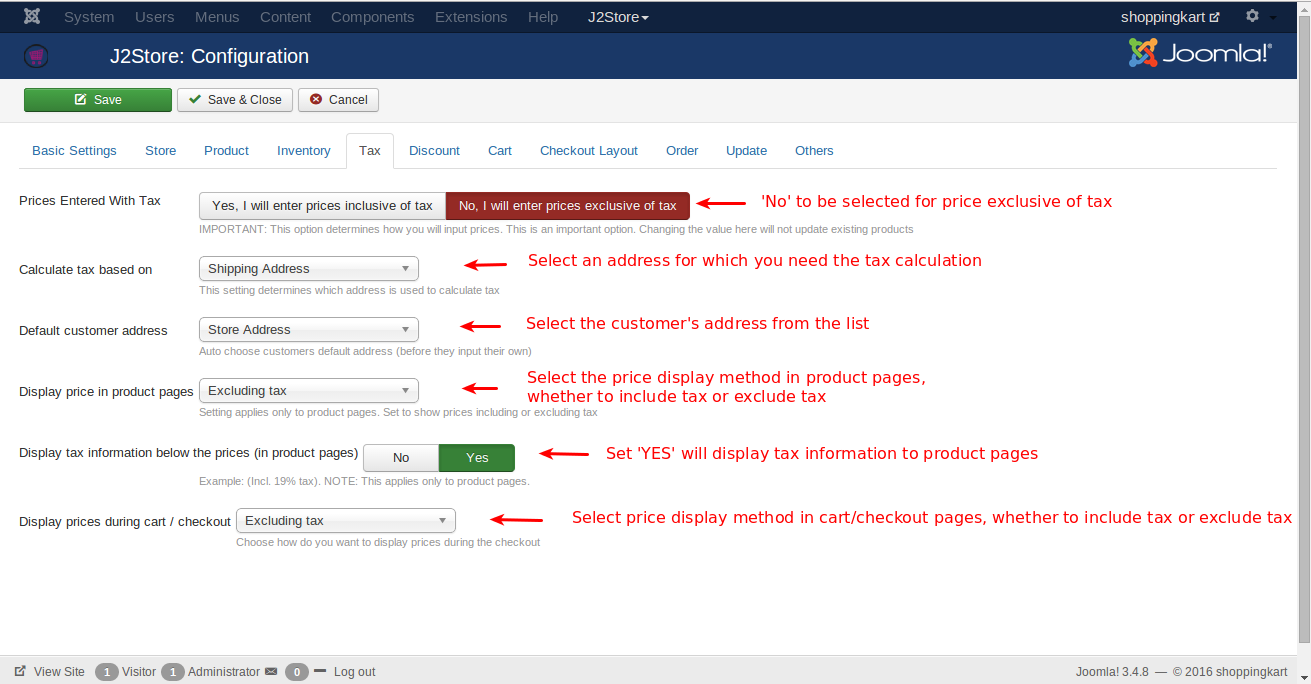 System Users Menus Content Components Extensions Help J2Store shoppingkart
J2Store: Configuration Joomla!®
Save Save & Close Cancel
Basic Settings Store Product Inventory Tax Discount Cart Checkout Layout Order Update Others
Prices Entered With Tax Yes, I will enter prices inclusive of tax No, I will enter prices exclusive of tax 'No' to be selected for price exclusive of tax
IMPORTANT: This option determines how you will input prices. This is an important option. Changing the value here will not update existing products
Calculate tax based on Shipping Address Select an address for which you need the tax calculation
This setting determines which address is used to calculate tax
Default customer address Store Address Select the customer's address from the list
Auto choose customers default address (before they input their own)
Display price in product pages Excluding tax Select the price display method in product pages,
whether to include tax or exclude tax
Setting applies only to product pages. Set to show prices including or excluding tax
Display tax information below the prices (in product pages) No Yes Set 'YES' will display tax information to product pages
Example: (Incl. 19% tax). NOTE: This applies only to product pages.
Display prices during cart / checkout Excluding tax Select price display method in cart/checkout pages, whether to include tax or exclude tax
Choose how do you want to display prices during the checkout
View Site 1 Visitor 1 Administrator 0 Log out Joomla! 3.4.8 — © 2016 shoppingkart